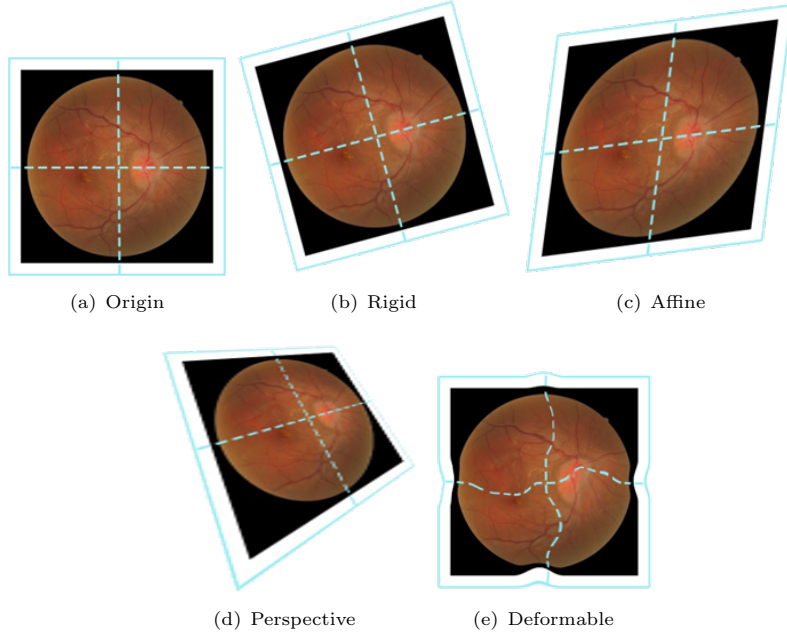 (a) Origin
(b) Rigid
(c) Affine
(d) Perspective
(e) Deformable